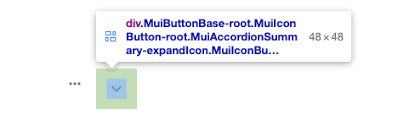 div.MuiButtonBase-root.MuiIcon
Button-root.MuiAccordionSumm
ary-expandIcon.MuiIconBu... 48 × 48